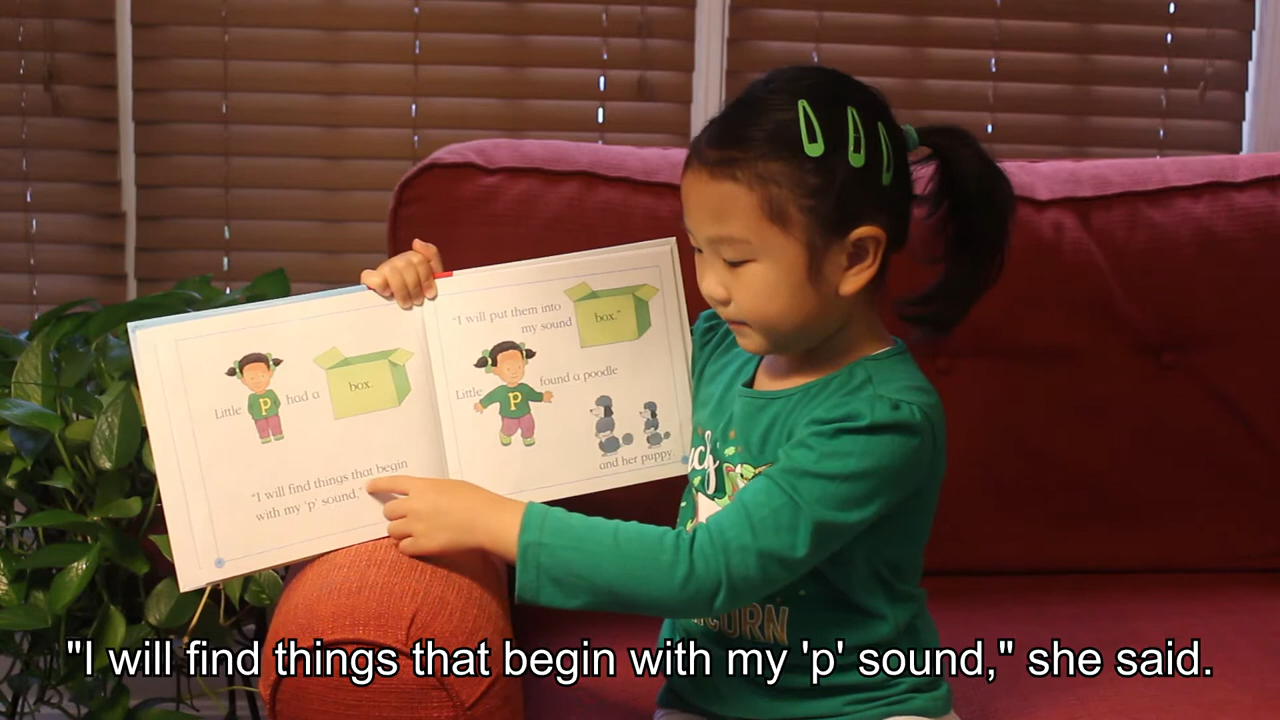 Little
p
had a
box.
"I will find things that begin
with my 'p' sound,"
"I will put them into
my sound
box."
Little
p
found a poodle
and her puppy.
"I will find things that begin with my 'p' sound," she said.